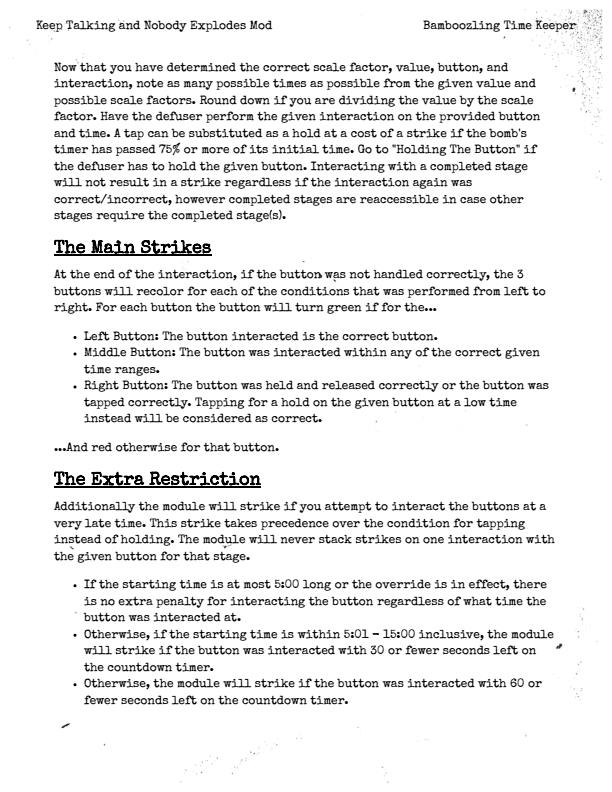 Keep Talking and Nobody Explodes Mod
Bamboozling Time Keeper
Now that you have determined the correct scale factor, value, button, and
interaction, note as many possible times as possible from the given value and
possible scale factors. Round down if you are dividing the value by the scale
factor. Have the defuser perform the given interaction on the provided button
and time. A tap can be substituted as a hold at a cost of a strike if the bomb's
timer has passed 75% or more of its initial time. Go to "Holding The Button" if
the defuser has to hold the given button. Interacting with a completed stage
will not result in a strike regardless if the interaction again was
correct/incorrect, however completed stages are reaccessible in case other
stages require the completed stage(s).
The Main Strikes
At the end of the interaction, if the button was not handled correctly, the 3
buttons will recolor for each of the conditions that was performed from left to
right. For each button the button will turn green if for the...
• Left Button: The button interacted is the correct button.
• Middle Button: The button was interacted within any of the correct given
time ranges.
• Right Button: The button was held and released correctly or the button was
tapped correctly. Tapping for a hold on the given button at a low time
instead will be considered as correct.
...And red otherwise for that button.
The Extra Restriction
Additionally the module will strike if you attempt to interact the buttons at a
very late time. This strike takes precedence over the condition for tapping
instead of holding. The module will never stack strikes on one interaction with
the given button for that stage.
• If the starting time is at most 5:00 long or the override is in effect, there
is no extra penalty for interacting the button regardless of what time the
button was interacted at.
• Otherwise, if the starting time is within 5:01 - 15:00 inclusive, the module
will strike if the button was interacted with 30 or fewer seconds left on
the countdown timer.
• Otherwise, the module will strike if the button was interacted with 60 or
fewer seconds left on the countdown timer.